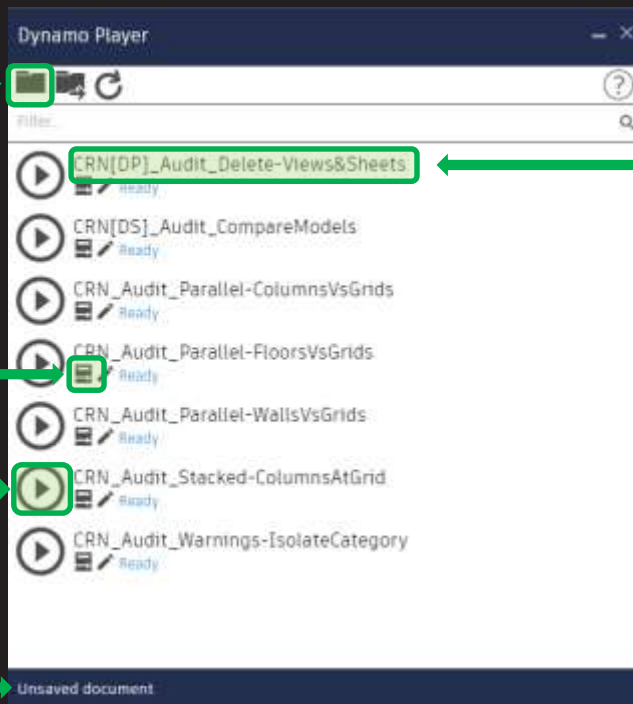 Dynamo Player
?
Filter...
CRN[DP]_Audit_Delete-Views&Sheets
Ready
CRN[DS]_Audit_CompareModels
Ready
CRN_Audit_Parallel-ColumnsVsGrids
Ready
CRN_Audit_Parallel-FloorsVsGrids
Ready
CRN_Audit_Parallel-WallsVsGrids
Ready
CRN_Audit_Stacked-ColumnsAtGrid
Ready
CRN_Audit_Warnings-IsolateCategory
Ready
Unsaved document